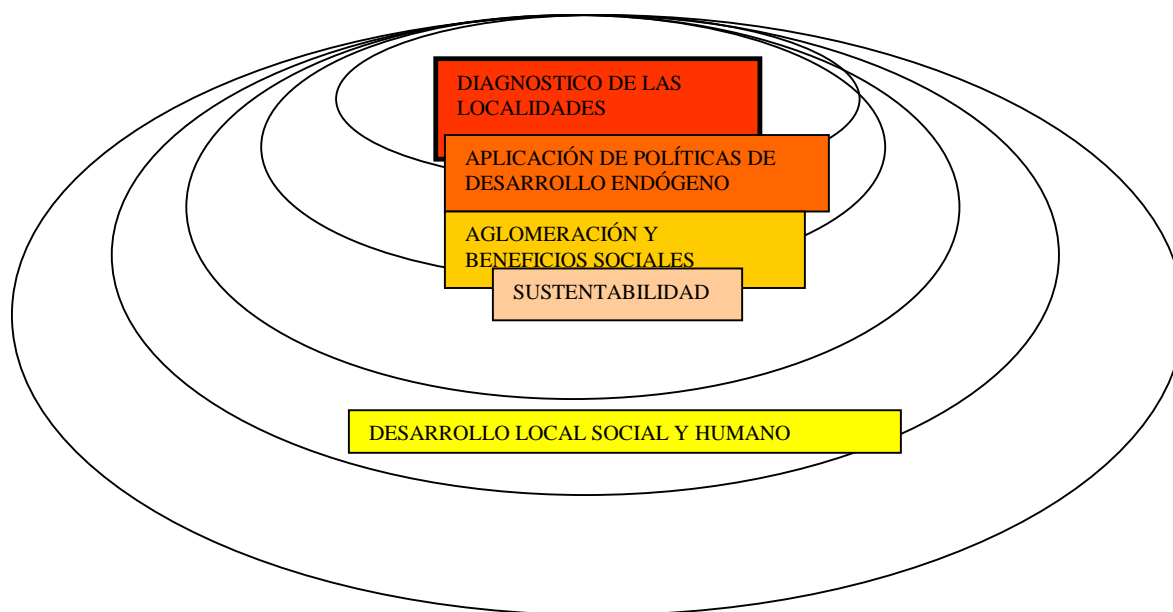 DIAGNOSTICO DE LAS
LOCALIDADES
APLICACIÓN DE POLÍTICAS DE
DESARROLLO ENDÓGENO
AGLOMERACIÓN Y
BENEFICIOS SOCIALES
SUSTENTABILIDAD
DESARROLLO LOCAL SOCIAL Y HUMANO